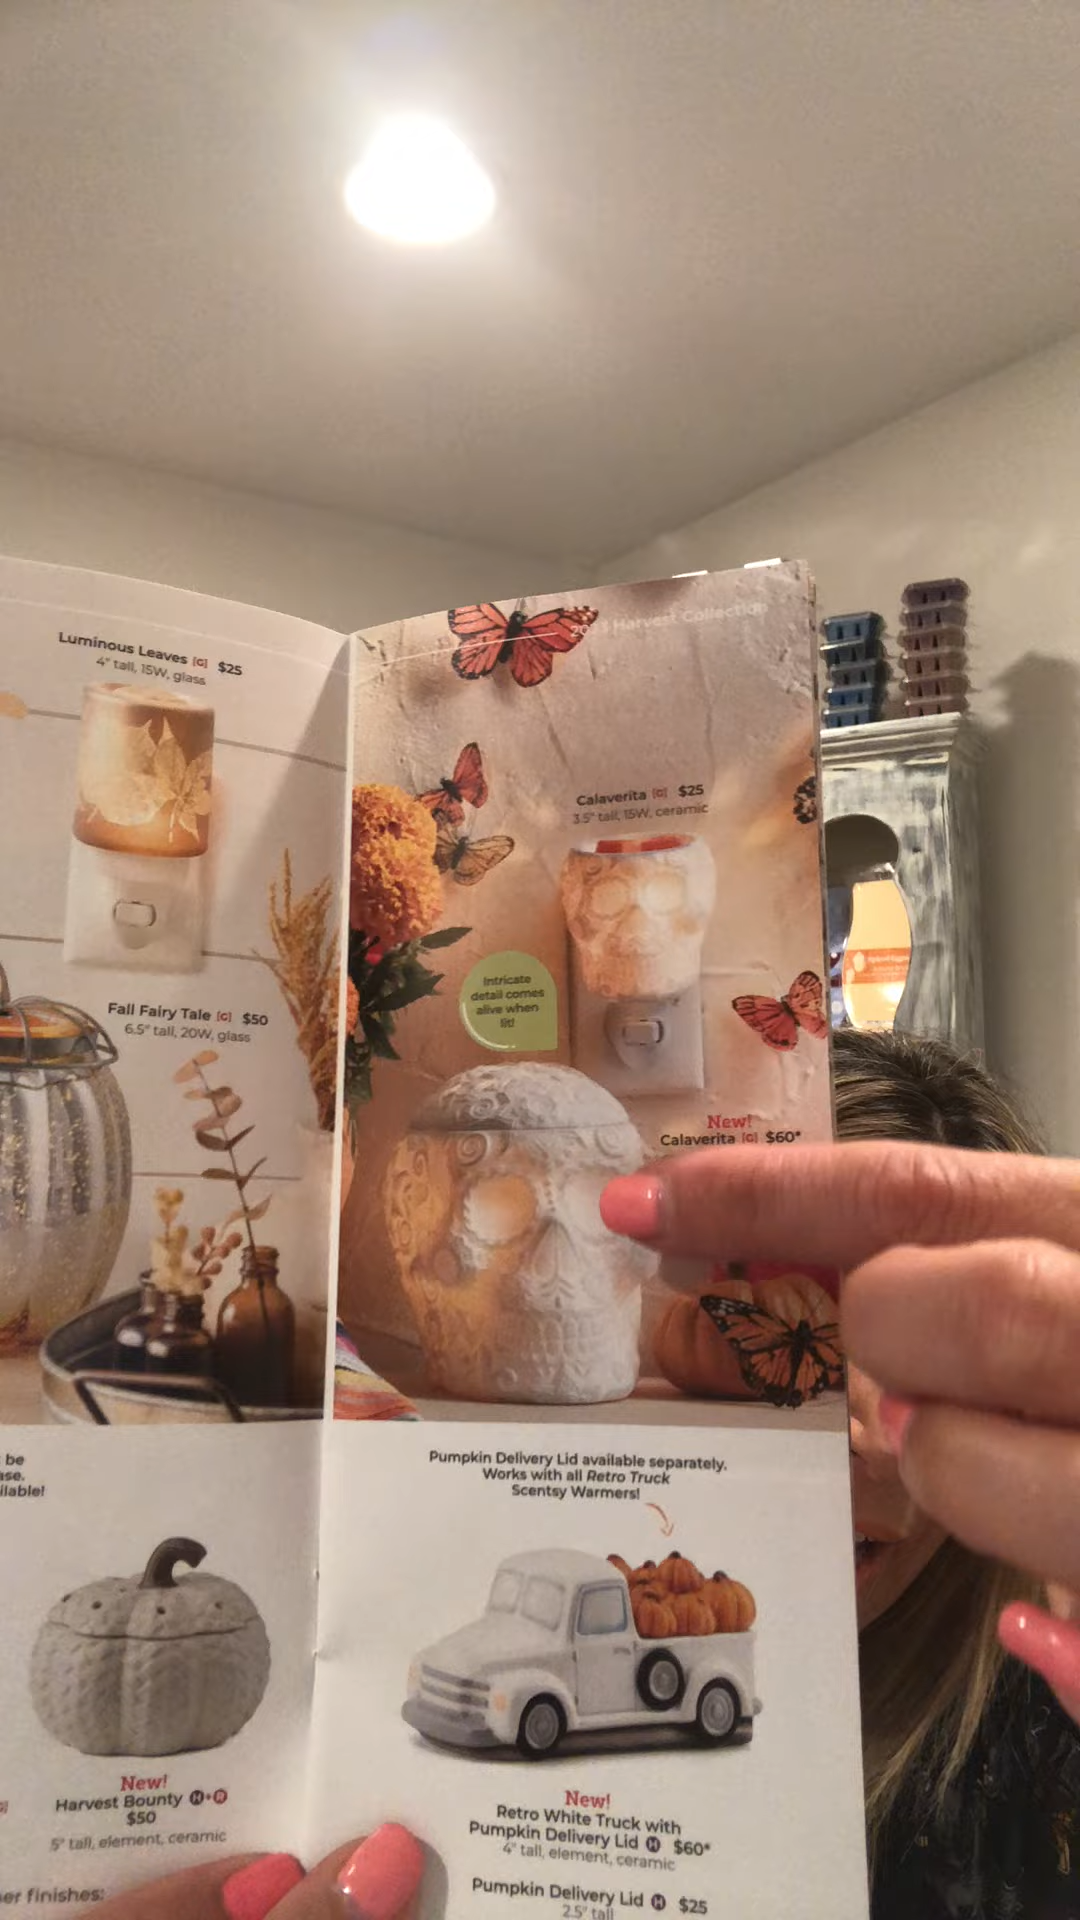 Luminous Leaves [G] $25
4" tall, 15W, glass
Fall Fairy Tale [G] $50
6.5" tall, 20W, glass
be
ase.
ilable!
New!
Harvest Bounty H+R
$50
5" tall, element, ceramic
er finishes:
Harvest Collection
Calaverita [G] $25
3.5" tall, 15W, ceramic
Intricate
detail comes
alive when
lit!
New!
Calaverita [G] $60*
Pumpkin Delivery Lid available separately.
Works with all Retro Truck
Scentsy Warmers!
New!
Retro White Truck with
Pumpkin Delivery Lid H $60*
4" tall, element, ceramic
Pumpkin Delivery Lid H $25
2.5" tall